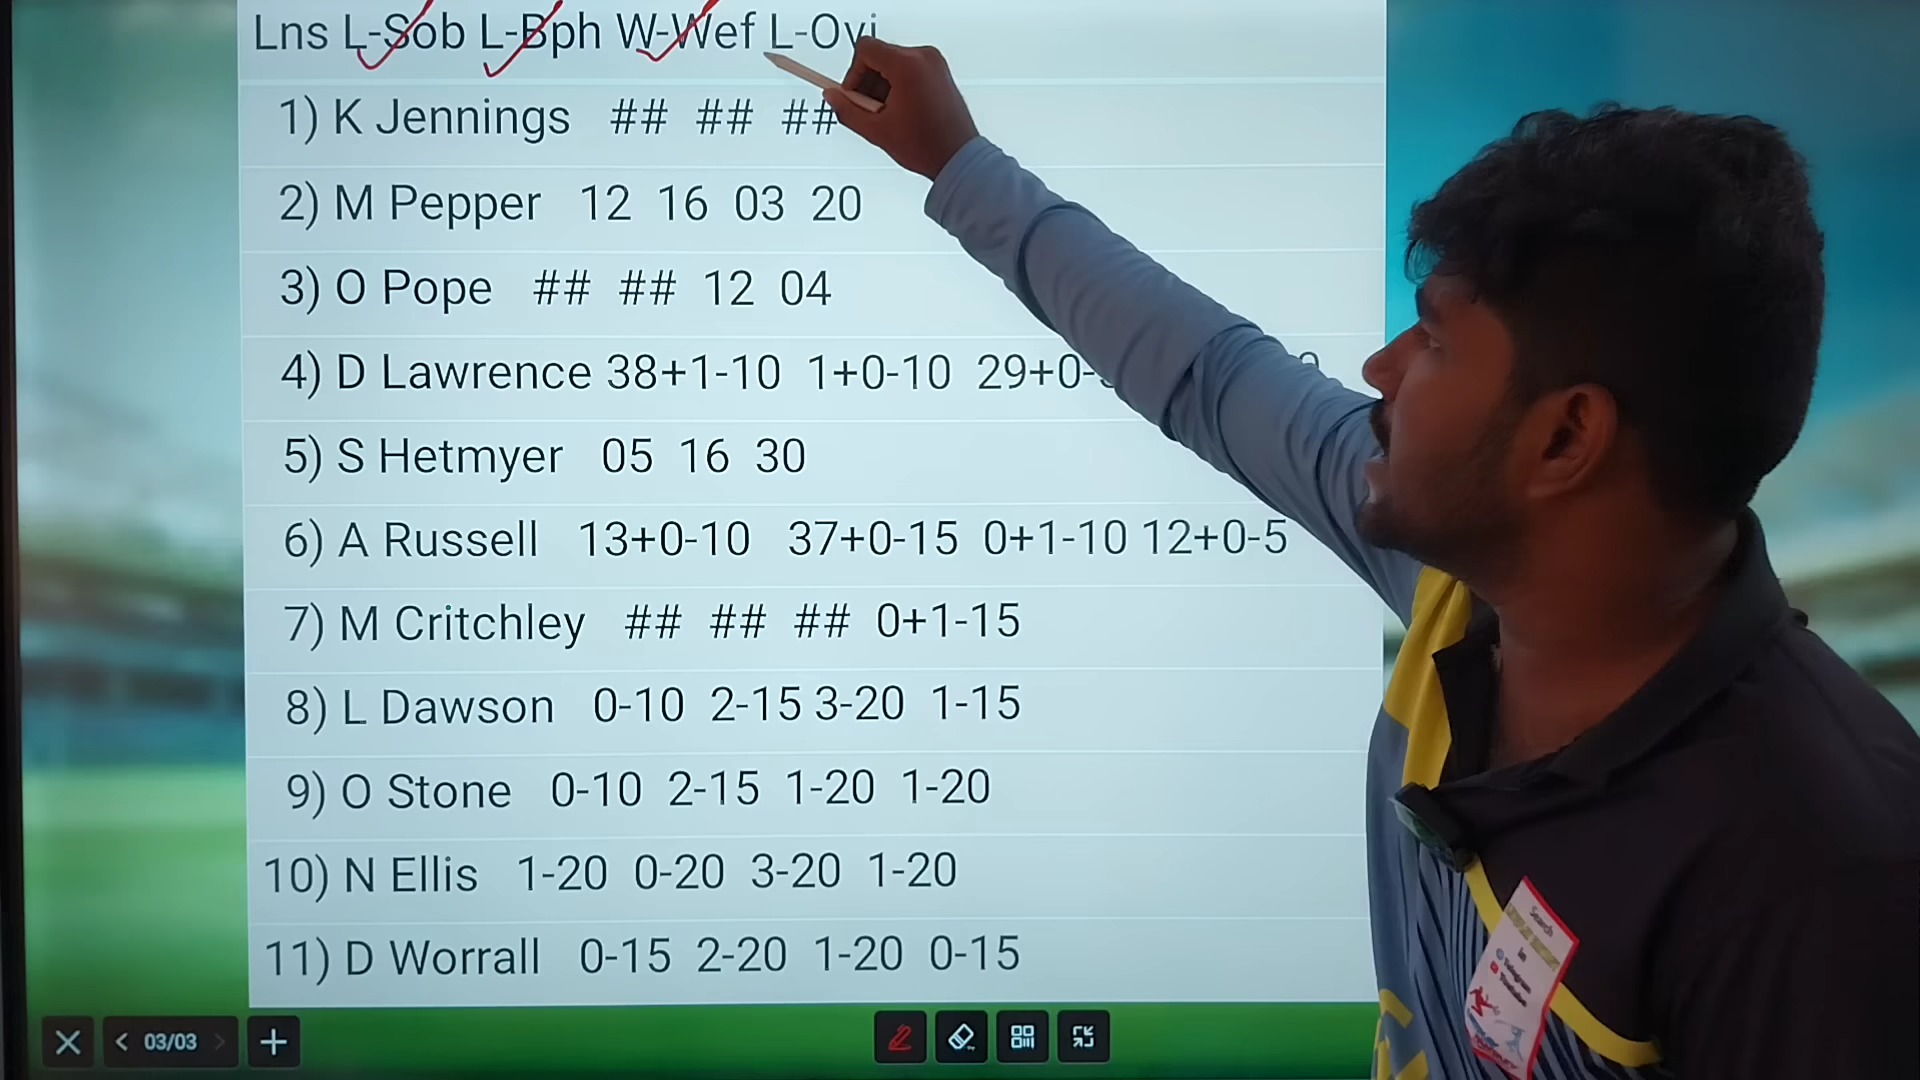 Lns L-Sob L-Bph W-Wef L-Ovi
1) K Jennings ## ## ##
2) M Pepper 12 16 03 20
3) O Pope ## ## 12 04
4) D Lawrence 38+1-10 1+0-10 29+0-
5) S Hetmyer 05 16 30
6) A Russell 13+0-10 37+0-15 0+1-10 12+0-5
7) M Critchley ## ## ## 0+1-15
8) L Dawson 0-10 2-15 3-20 1-15
9) O Stone 0-10 2-15 1-20 1-20
10) N Ellis 1-20 0-20 3-20 1-20
11) D Worrall 0-15 2-20 1-20 0-15
03/03
Search
in
Telegram